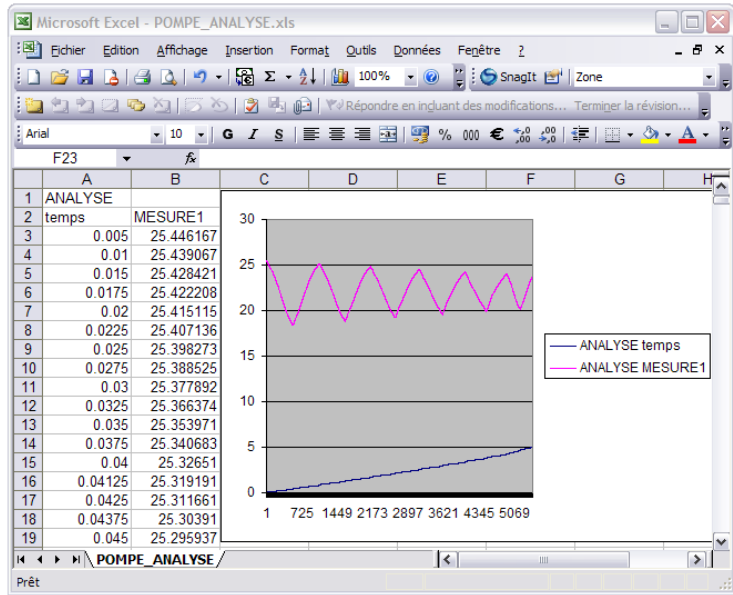 Microsoft Excel - POMPE_ANALYSE.xls
Fichier Edition Affichage Insertion Format Outils Données Fenêtre ?
100% SnagIt Zone
Répondre en incluant des modifications... Terminer la révision...
Arial 10 G I S % 000 €
F23 fx
A B C D E F G H
1 ANALYSE
2 temps MESURE1
3 0.005 25.446167
4 0.01 25.439067
5 0.015 25.428421
6 0.0175 25.422208
7 0.02 25.415115
8 0.0225 25.407136
9 0.025 25.398273
10 0.0275 25.388525
11 0.03 25.377892
12 0.0325 25.366374
13 0.035 25.353971
14 0.0375 25.340683
15 0.04 25.32651
16 0.04125 25.319191
17 0.0425 25.311661
18 0.04375 25.30391
19 0.045 25.295937
30
25
20
15
10
5
0
1 725 1449 2173 2897 3621 4345 5069
ANALYSE temps
ANALYSE MESURE1
POMPE_ANALYSE
Prêt